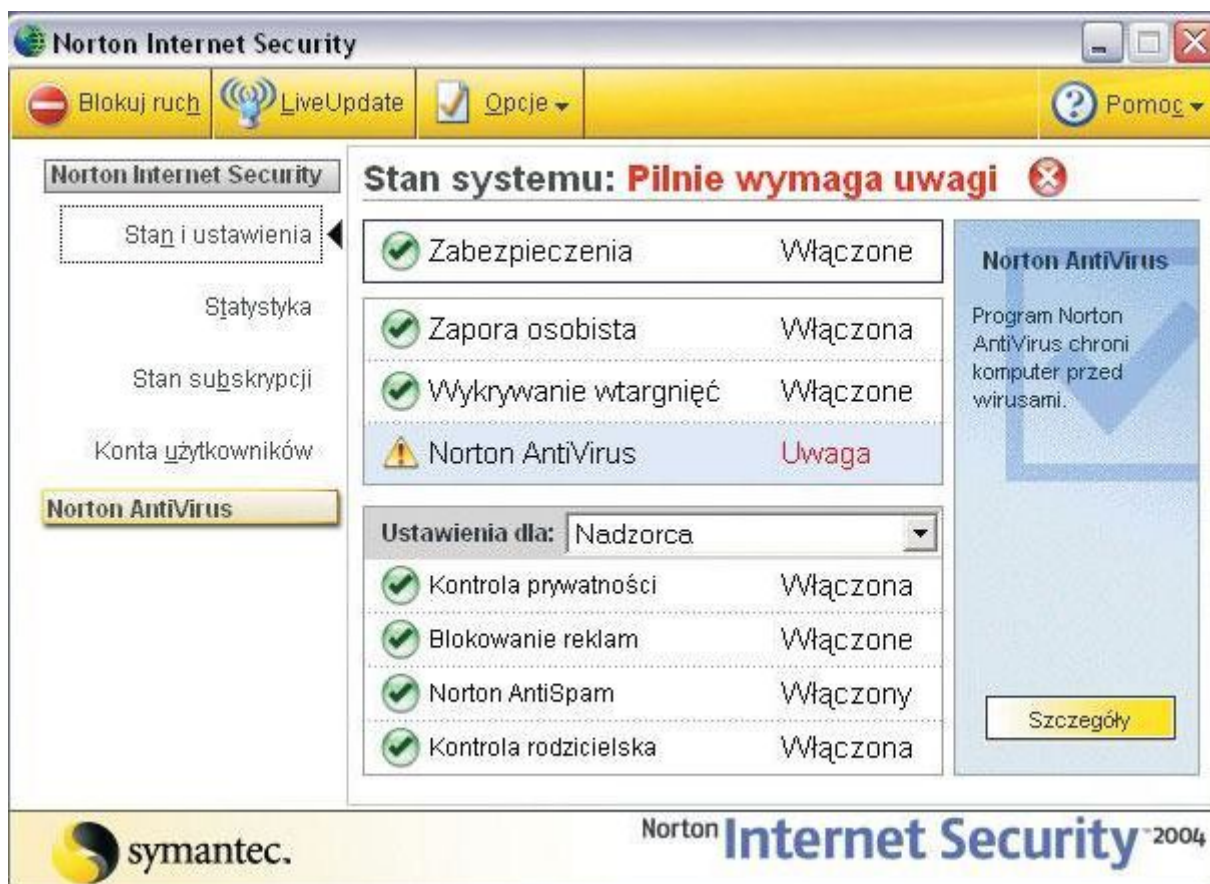 Norton Internet Security
Blokuj ruch LiveUpdate Opcje Pomoc
Norton Internet Security
Stan i ustawienia
Statystyka
Stan subskrypcji
Konta użytkowników
Norton AntiVirus
Stan systemu: Pilnie wymaga uwagi
Zabezpieczenia Włączone
Zapora osobista Włączona
Wykrywanie wtargnięć Włączone
Norton AntiVirus Uwaga
Ustawienia dla: Nadzorca
Kontrola prywatności Włączona
Blokowanie reklam Włączone
Norton AntiSpam Włączony
Kontrola rodzicielska Włączona
Norton AntiVirus
Program Norton
AntiVirus chroni
komputer przed
wirusami.
Szczegóły
symantec.
Norton Internet Security 2004